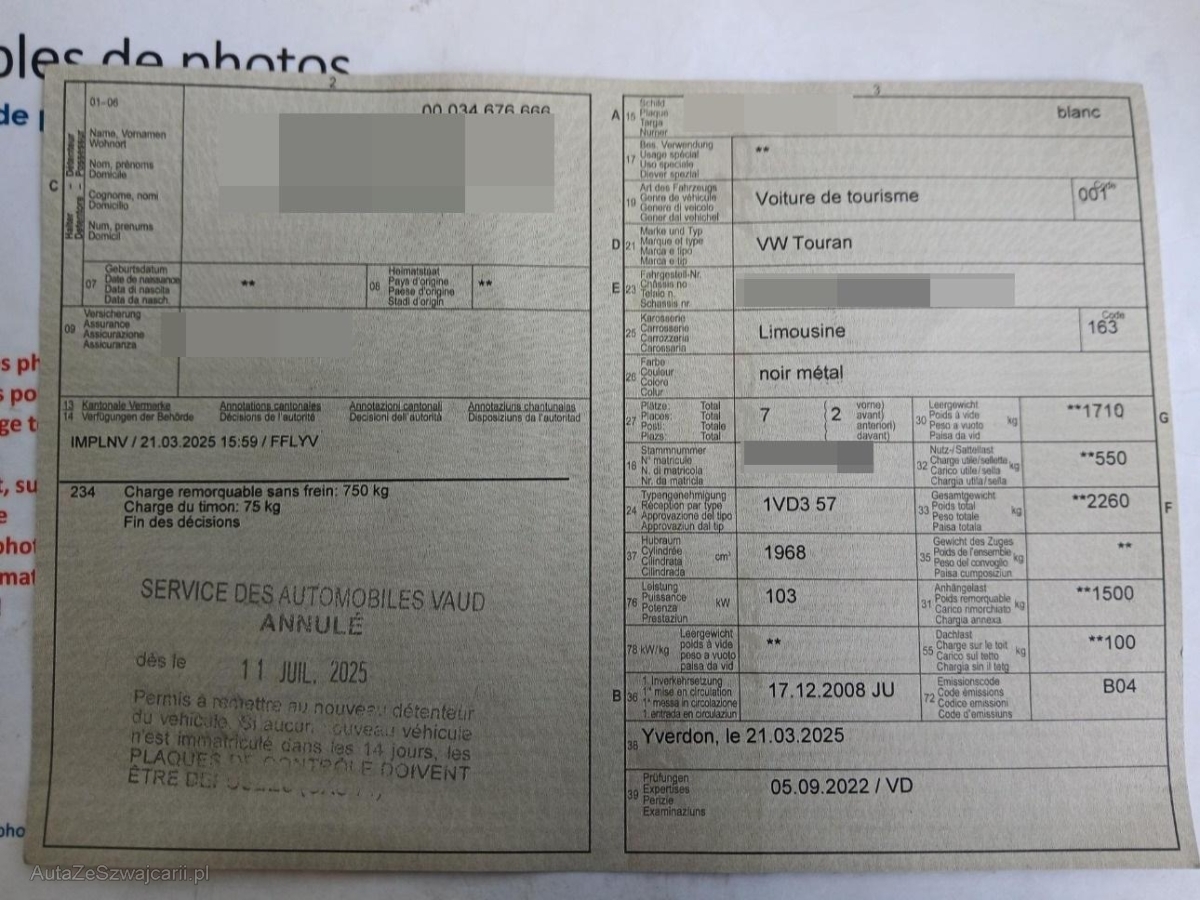 oles de photos
de
2
01-06
00.034.676.666
C
Halter - Détenteur
Detentore - Possessur
Name, Vornamen
Wohnort
Nom, prénoms
Domicile
Cognome, nomi
Domicilio
Num, prenums
Domicil
07
Geburtsdatum
Date de naissance
Data di nascita
Data da nasch.
**
08
Heimatstaat
Pays d'origine
Paese d'origine
Stadi d'origin
**
09
Versicherung
Assurance
Assicurazione
Assicuranza
13 Kantonale Vermerke Annotations cantonales Annotazioni cantonali Annotaziuns chantunalas
14 Verfügungen der Behörde Décisions de l'autorité Decisioni dell'autorità Disposiziuns da l'autoritad
IMPLNV / 21.03.2025 15:59 / FFLYV
234 Charge remorquable sans frein: 750 kg
Charge du timon: 75 kg
Fin des décisions
SERVICE DES AUTOMOBILES VAUD
ANNULÉ
dès le 11 JUIL. 2025
Permis à remettre au nouveau détenteur
du véhicule. Si aucun nouveau véhicule
n'est immatriculé dans les 14 jours, les
PLAQUES DE CONTRÔLE DOIVENT
ÊTRE
3
A 15
Schild
Plaque
Targa
Numer
blanc
17
Bes. Verwendung
Usage spécial
Uso speciale
Diever spezial
**
19
Art des Fahrzeugs
Genre de véhicule
Genere di veicolo
Gener dal vehichel
Voiture de tourisme
Code
001
D 21
Marke und Typ
Marque et type
Marca e tipo
Marca e tip
VW Touran
E 23
Fahrgestell-Nr.
Châssis no
Telaio n.
Schassis nr
25
Karosserie
Carrosserie
Carrozzeria
Carossaria
Limousine
Code
163
26
Farbe
Couleur
Colore
Colur
noir métal
27
Plätze: Total
Places: Total
Posti: Totale
Plazs: Total
7
2
vorne)
avant)
anteriori)
davant)
30
Leergewicht
Poids à vide
Peso a vuoto
Paisa da vid
kg
**1710
G
18
Stammnummer
N° matricule
N. di matricola
Nr. da matricla
32
Nutz-/Sattellast
Charge utile/sellette
Carico utile/sella
Chargia utila/sella
kg
**550
24
Typengenehmigung
Réception par type
Approvazione del tipo
Approvaziun dal tip
1VD3 57
33
Gesamtgewicht
Poids total
Peso totale
Paisa totala
kg
**2260
F
37
Hubraum
Cylindrée
Cilindrata
Cilindrada
cm³
1968
35
Gewicht des Zuges
Poids de l'ensemble
Peso del convoglio
Paisa cumposiziun
kg
**
76
Leistung
Puissance
Potenza
Prestaziun
kW
103
31
Anhängelast
Poids remorquable
Carico rimorchiato
Chargia annexa
kg
**1500
78 kW/kg
Leergewicht
poids à vide
peso a vuoto
paisa da vid
**
55
Dachlast
Charge sur le toit
Carico sul tetto
Chargia sin il tetg
kg
**100
B 36
1. Inverkehrsetzung
1re mise en circulation
1a messa in circolazione
1. entrada en circulaziun
17.12.2008 JU
72
Emissionscode
Code émissions
Codice emissioni
Code d'emissiuns
B04
38
Yverdon, le 21.03.2025
39
Prüfungen
Expertises
Perizie
Examinaziuns
05.09.2022 / VD
AutaZeSzwajcarii.pl